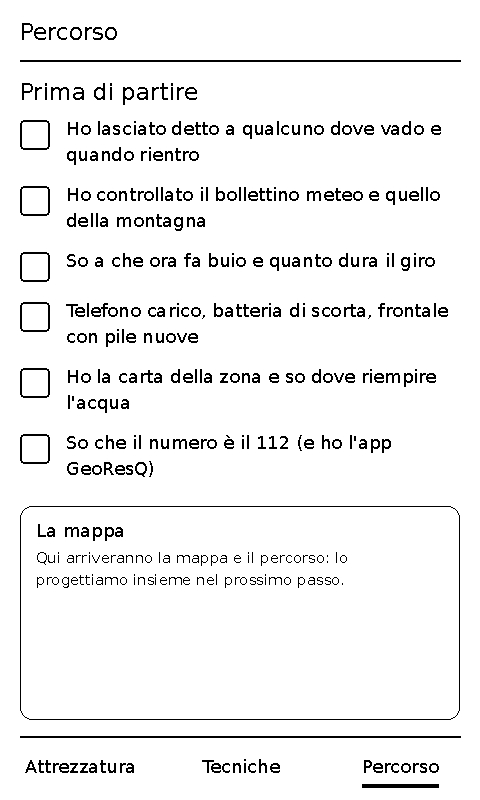 Percorso
Prima di partire
Ho lasciato detto a qualcuno dove vado e
quando rientro
Ho controllato il bollettino meteo e quello
della montagna
So a che ora fa buio e quanto dura il giro
Telefono carico, batteria di scorta, frontale
con pile nuove
Ho la carta della zona e so dove riempire
l'acqua
So che il numero è il 112 (e ho l'app
GeoResQ)
La mappa
Qui arriveranno la mappa e il percorso: lo
progettiamo insieme nel prossimo passo.
Attrezzatura Tecniche Percorso